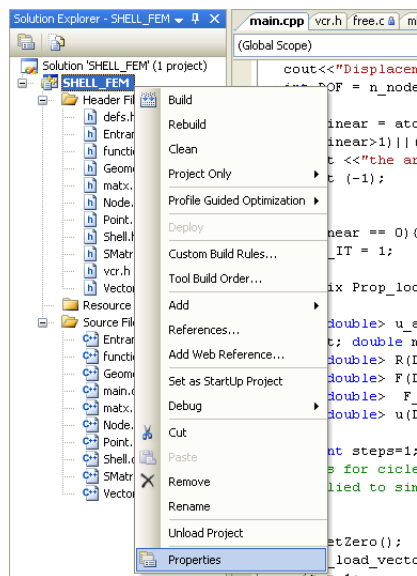 Solution Explorer - SHELL_FEM
main.cpp vcr.h free.c m
(Global Scope)
Solution 'SHELL_FEM' (1 project)
SHELL_FEM
Header Fi
defs.h
Entrar
functi
Geome
matx.
Node.
Point.
Shell.h
SMatr
vcr.h
Vector
Resource
Source File
Entrar
functi
Geome
main.c
matx.
Node.
Point.
Shell.c
SMatr
Vector
Build
Rebuild
Clean
Project Only
Profile Guided Optimization
Deploy
Custom Build Rules...
Tool Build Order...
Add
References...
Add Web Reference...
Set as StartUp Project
Debug
Cut
Paste
Remove
Rename
Unload Project
Properties
cout<<"Displacem
int DOF = n_node
inear = ato
inear>1)||(
t <<"the ar
t (-1);
near == 0)(
_IT = 1;
ix Prop_loc
double> u_a
t; double n
double> R(D
double> F(D
double> F_
double> u(D
nt steps=1;
s for cicle
lied to sin
etZero();
_load_vecto